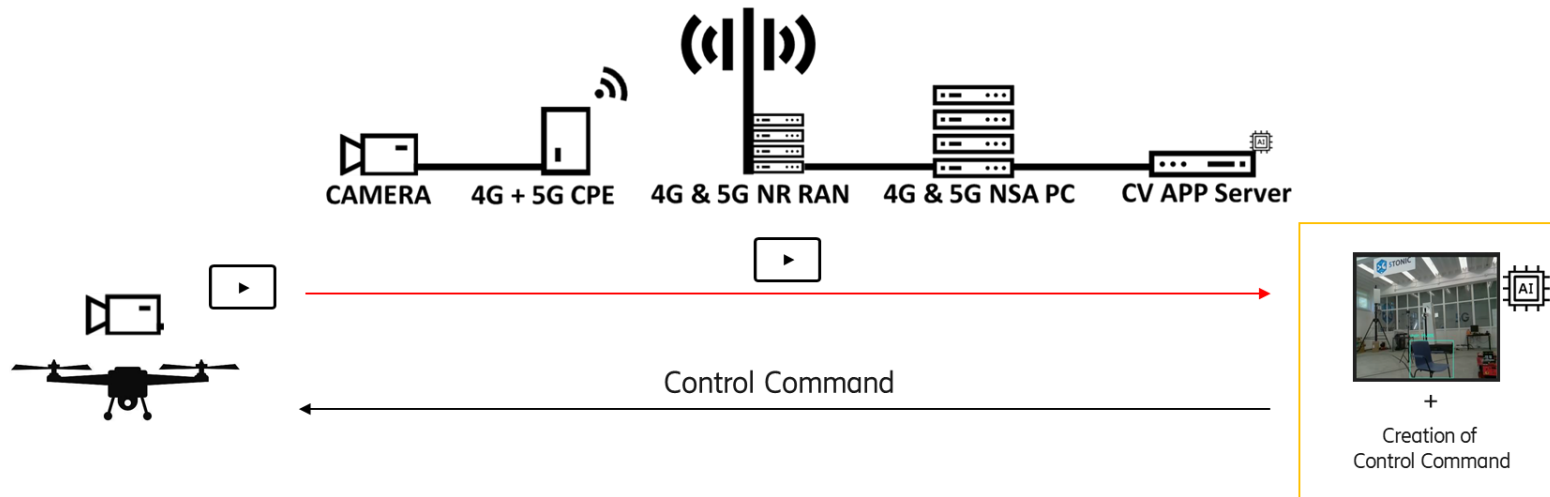 CAMERA
4G + 5G CPE
4G & 5G NR RAN
4G & 5G NSA PC
CV APP Server
AI
AI
STONIC
Control Command
+
Creation of
Control Command